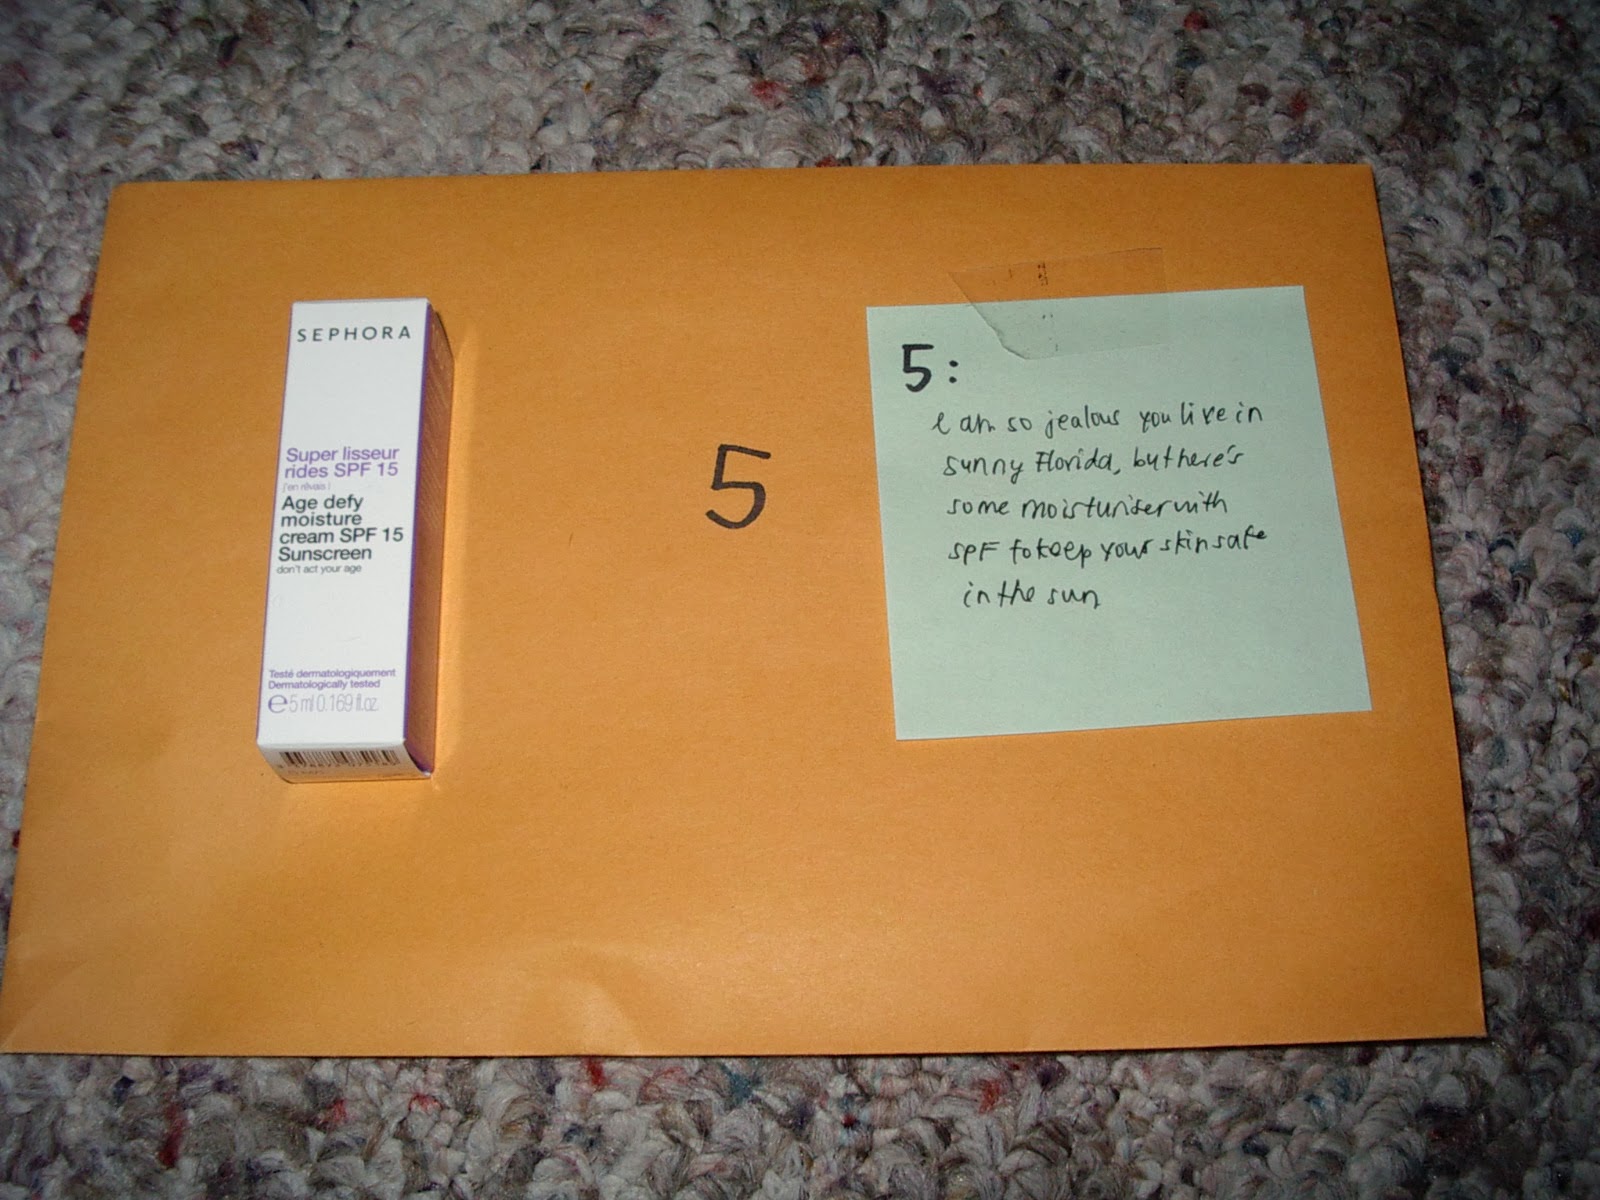 SEPHORA
Super lisseur
rides SPF 15
(j'en rêvais)
Age defy
moisture
cream SPF 15
Sunscreen
don't act your age
Testé dermatologiquement
Dermatologically tested
e 5 ml 0.169 fl.oz.
5
5:
I am so jealous you live in
sunny Florida, but here's
some moisturiser with
SPF to keep your skin safe
in the sun